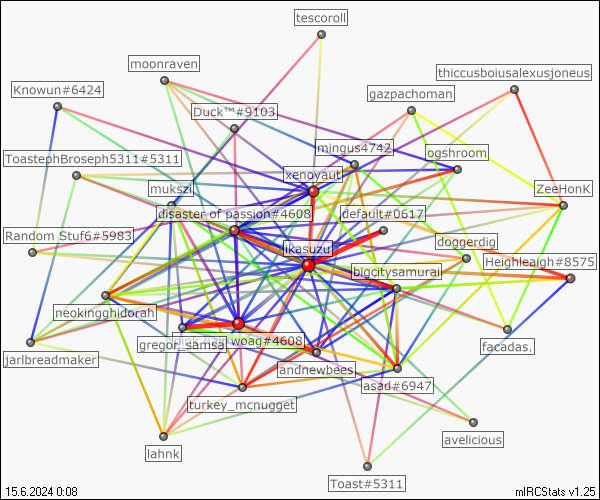 tescoroll
moonraven
thiccusboiusalexusjoneus
Knowun#6424
gazpachoman
Duck™#9103
mingus4742
ogshroom
ToastephBroseph5311#5311
xenoyaut
mukszi
ZeeHonK
disaster of passion#4608
default#0617
Random Stuf6#5983
likasuzu
doggerdig
Heighleaigh#8575
bigcitysamurai
neokingghidorah
facadas.
gregor_samsa
woag#4608
jarlbreadmaker
andnewbees
asad#6947
turkey_mcnugget
avelicious
lahnk
Toast#5311
15.6.2024 0:08
mIRCStats v1.25